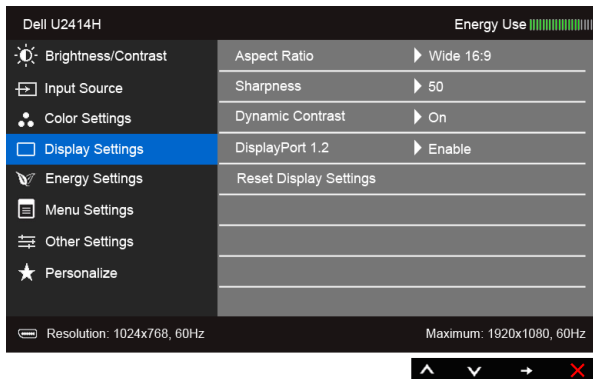 Dell U2414H Energy Use
Brightness/Contrast Aspect Ratio Wide 16:9
Input Source Sharpness 50
Color Settings Dynamic Contrast On
Display Settings DisplayPort 1.2 Enable
Energy Settings Reset Display Settings
Menu Settings
Other Settings
Personalize
Resolution: 1024x768, 60Hz Maximum: 1920x1080, 60Hz